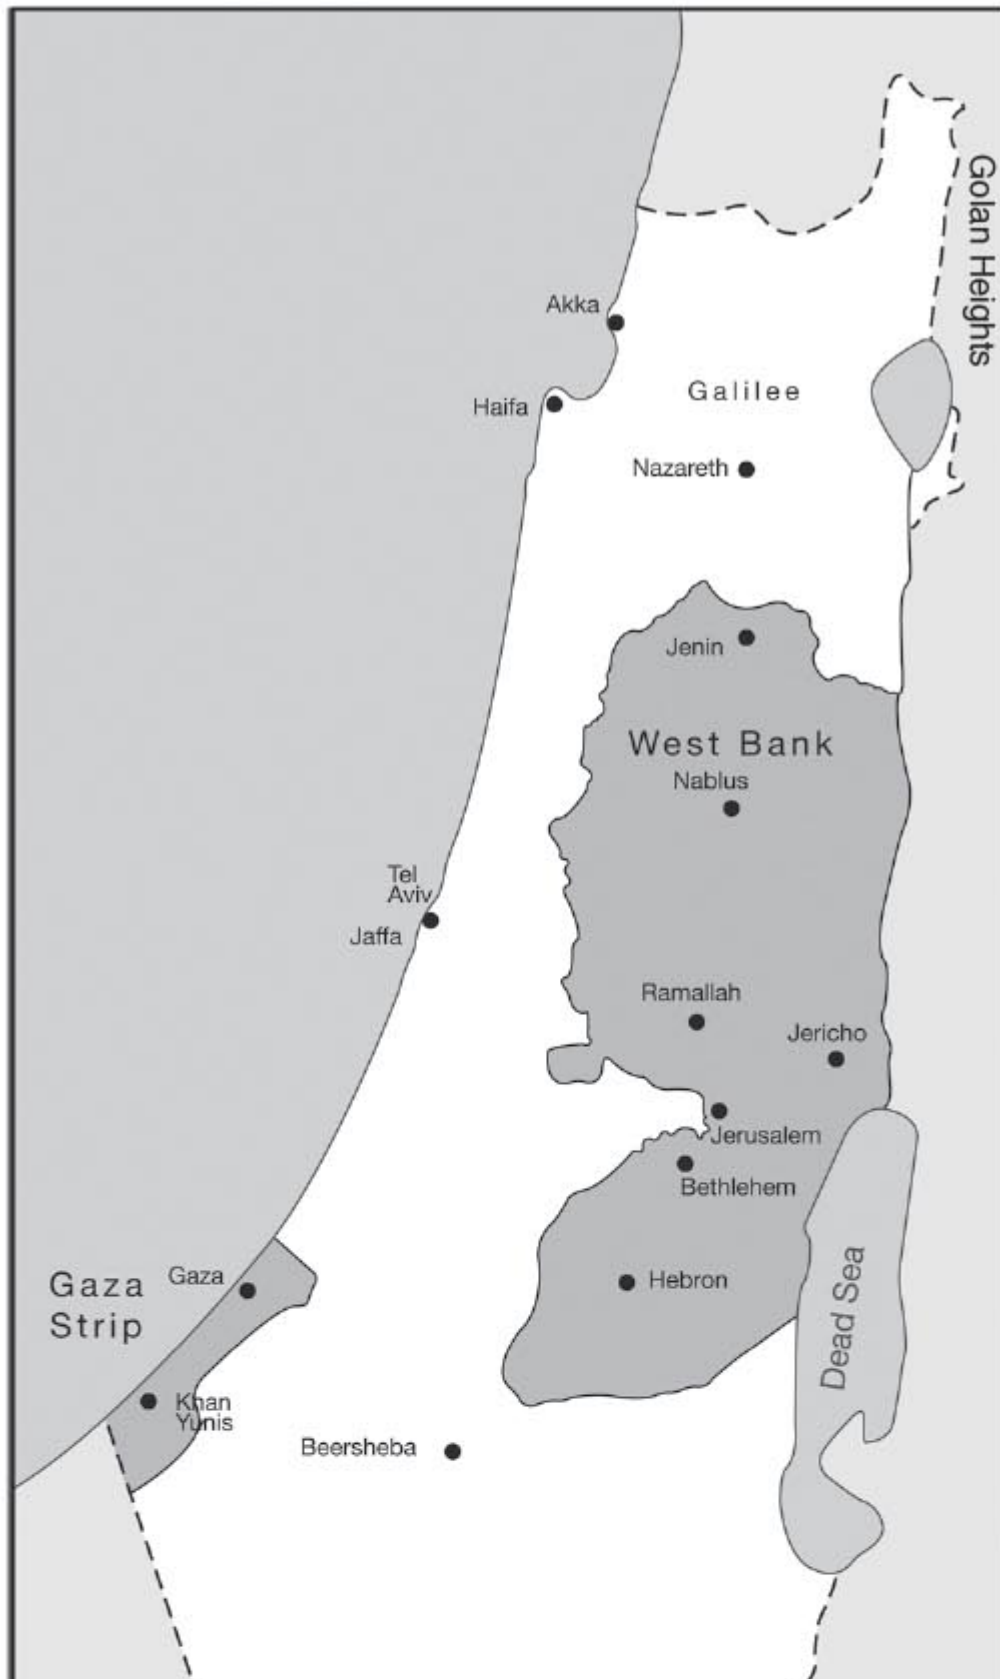 Golan Heights
Akka
Galilee
Haifa
Nazareth
Jenin
West Bank
Nablus
Tel
Aviv
Jaffa
Ramallah
Jericho
Jerusalem
Bethlehem
Gaza
Strip
Gaza
Hebron
Dead Sea
Khan
Yunis
Beersheba